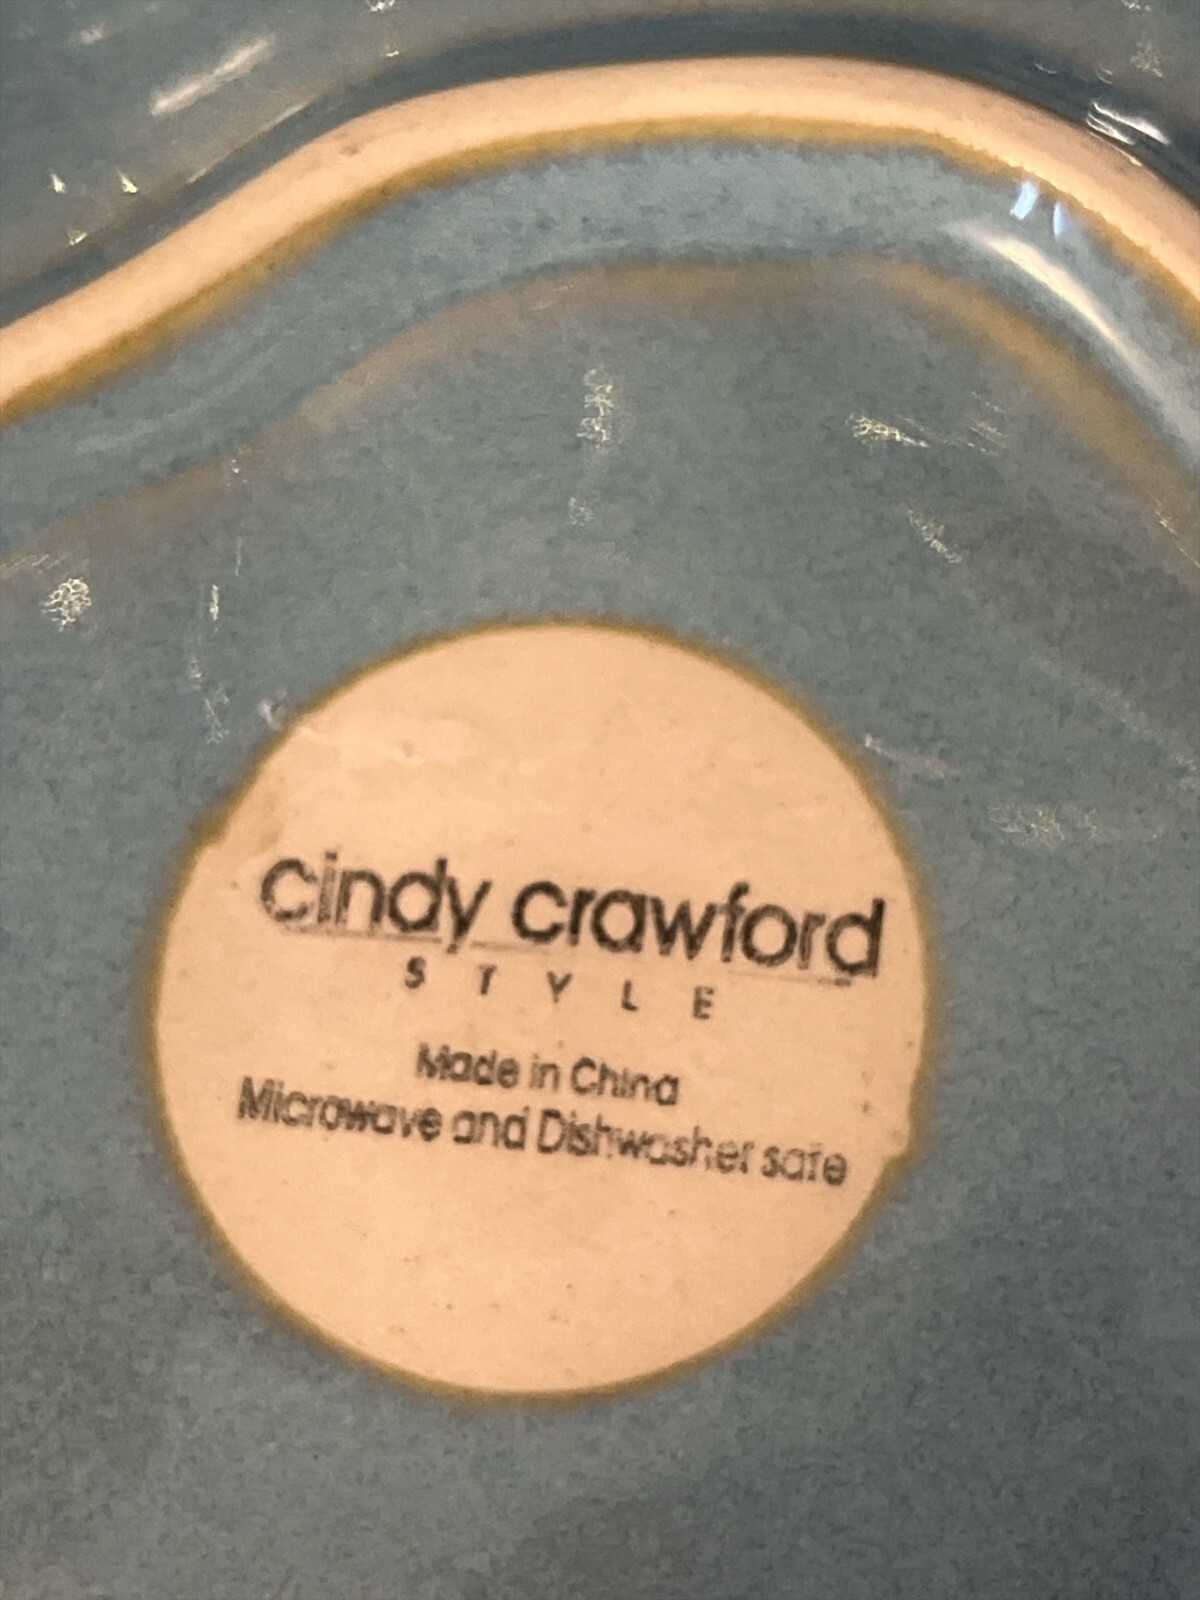 cindy crawford
STYLE
Made in China
Microwave and Dishwasher safe